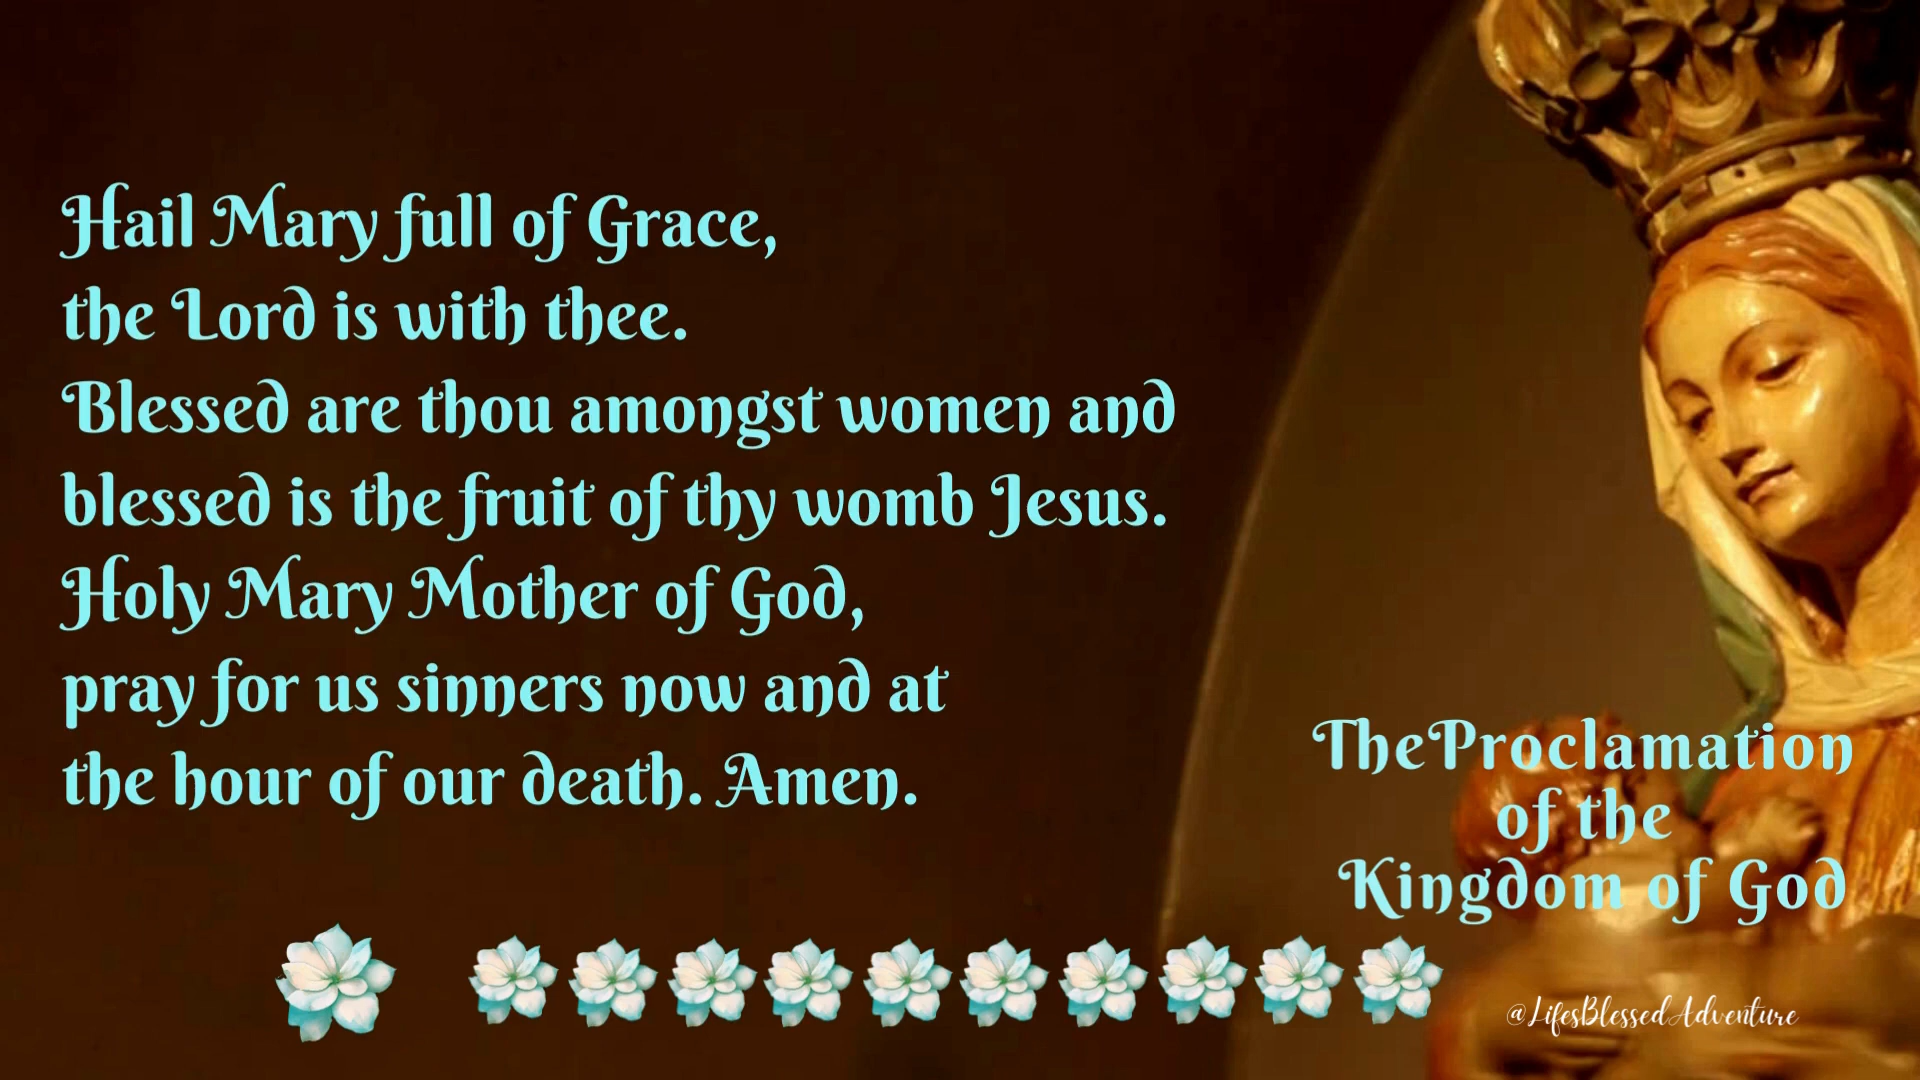 Hail Mary full of Grace,
the Lord is with thee.
Blessed are thou amongst women and
blessed is the fruit of thy womb Jesus.
Holy Mary Mother of God,
pray for us sinners now and at
the hour of our death. Amen.
TheProclamation
of the
Kingdom of God
@LifesBlessedAdventure